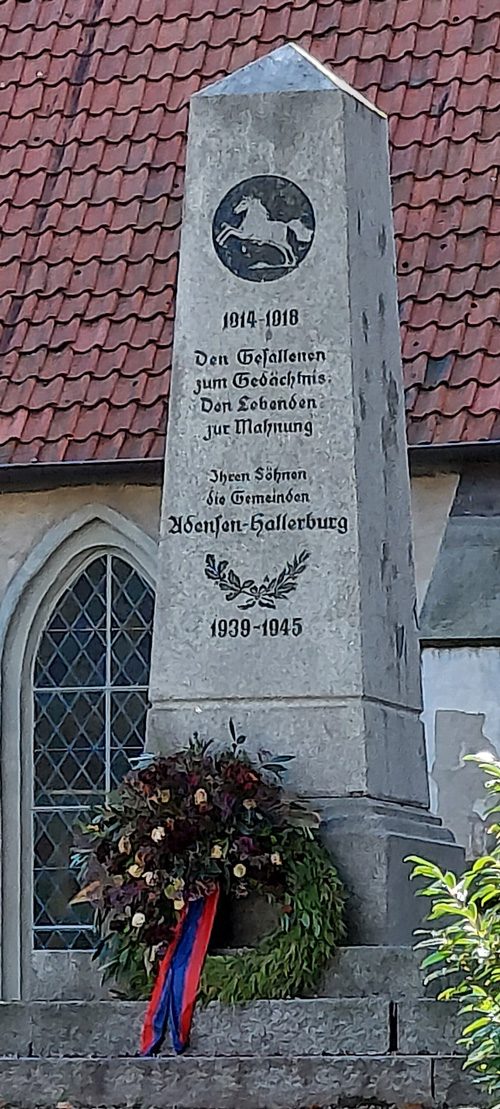 1914-1918
Den Gefallenen
zum Gedächtnis.
Den Lebenden
zur Mahnung
Ihren Söhnen
die Gemeinden
Adensen-Hallerburg
1939-1945